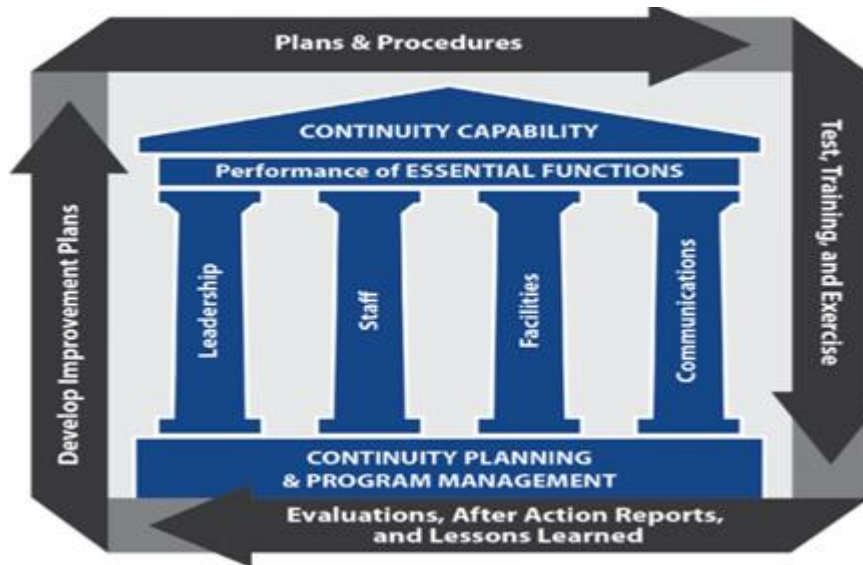 Plans & Procedures
CONTINUITY CAPABILITY
Performance of ESSENTIAL FUNCTIONS
Leadership
Staff
Facilities
Communications
Test, Training, and Exercise
Develop Improvement Plans
CONTINUITY PLANNING
& PROGRAM MANAGEMENT
Evaluations, After Action Reports,
and Lessons Learned